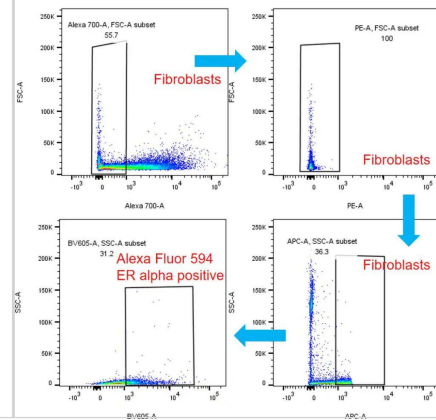 Alexa 700-A, FSC-A subset
55.7
Fibroblasts
FSC-A
250K
200K
150K
100K
50K
0
-10³ 0 10³ 10⁴ 10⁵
Alexa 700-A
PE-A, FSC-A subset
100
Fibroblasts
FSC-A
250K
200K
150K
100K
50K
0
-10³ 0 10³ 10⁴ 10⁵
PE-A
BV605-A, SSC-A subset
31.2
Alexa Fluor 594
ER alpha positive
SSC-A
250K
200K
150K
100K
50K
0
-10³ 0 10³ 10⁴ 10⁵
BV605-A
APC-A, SSC-A subset
36.3
Fibroblasts
SSC-A
250K
200K
150K
100K
50K
0
-10³ 0 10³ 10⁴ 10⁵
APC-A